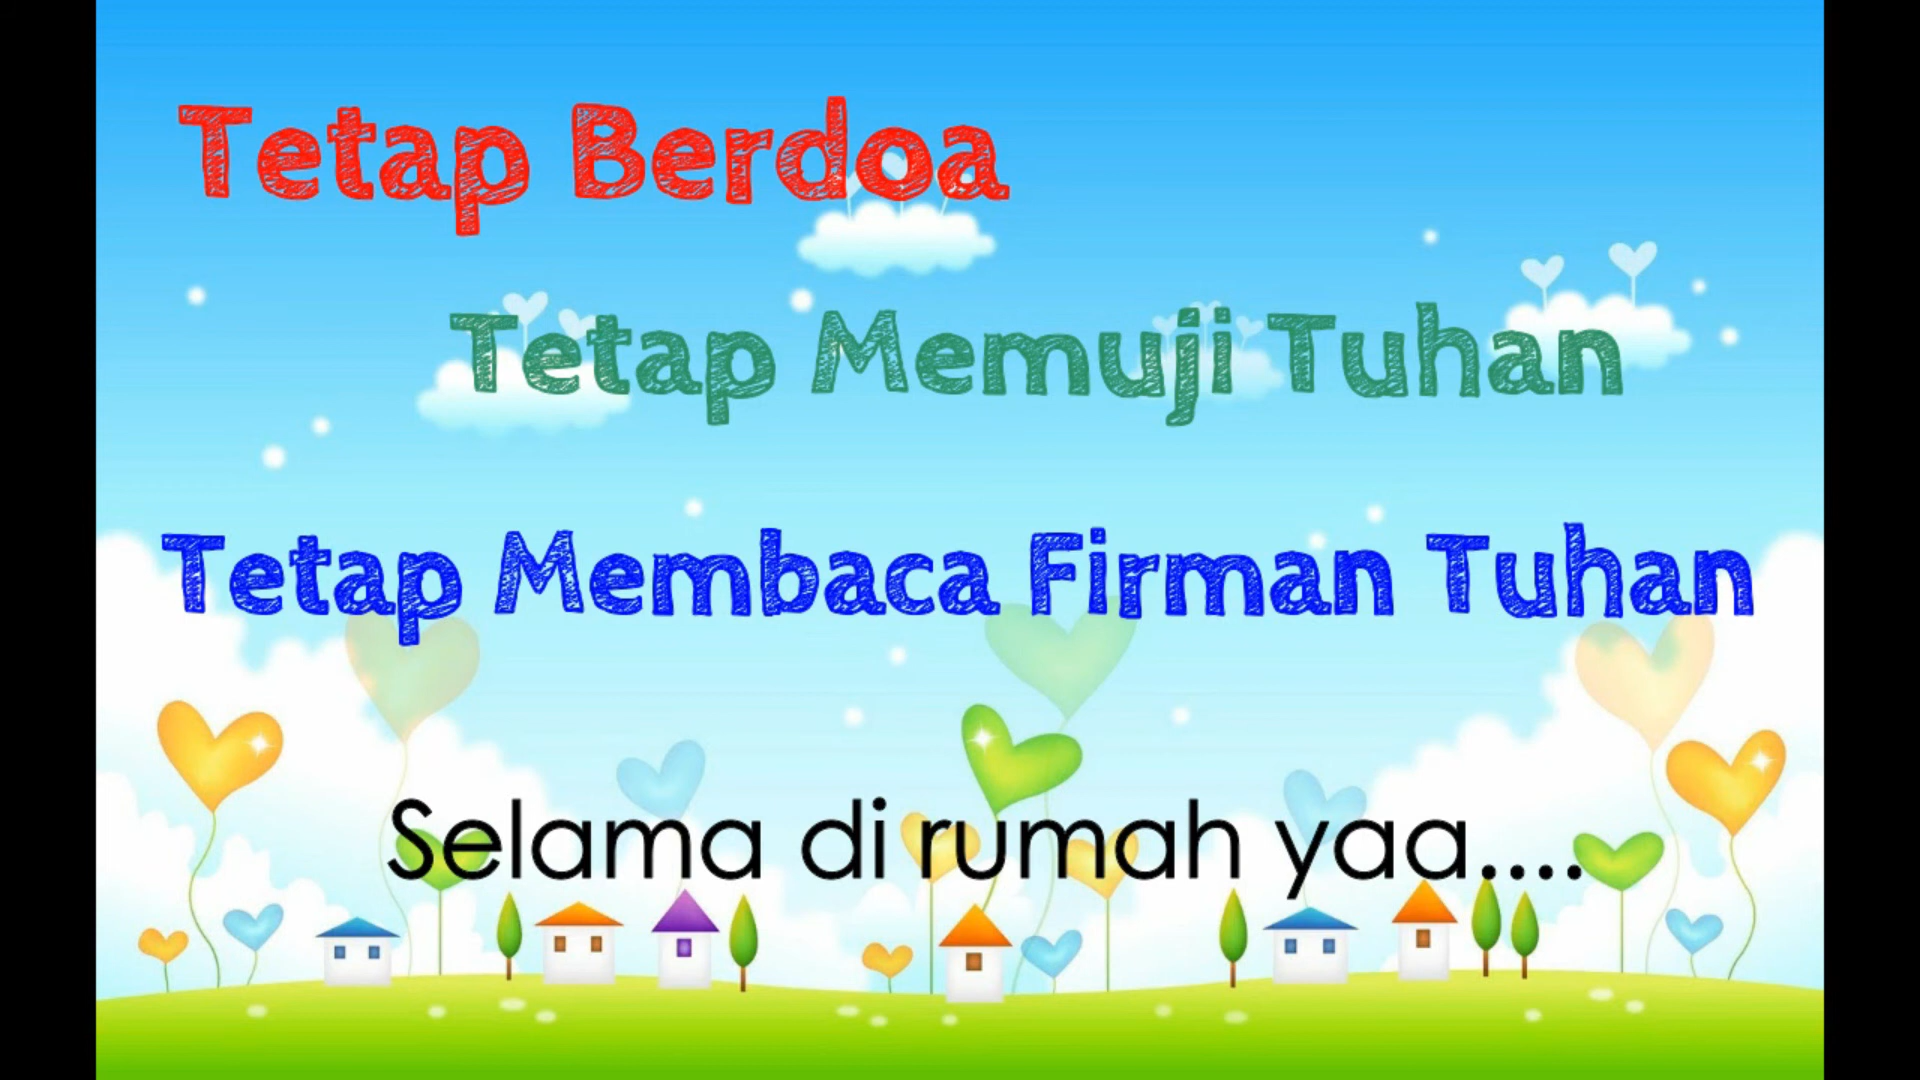 Tetap Berdoa
Tetap Memuji Tuhan
Tetap Membaca Firman Tuhan
Selama di rumah yaa....